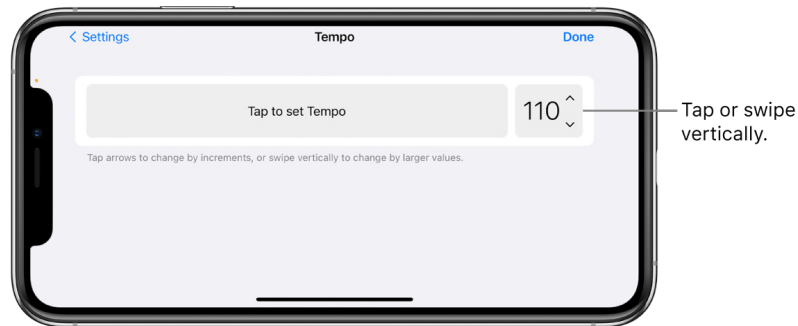 Settings
Tempo
Done
Tap to set Tempo
110
Tap arrows to change by increments, or swipe vertically to change by larger values.
Tap or swipe
vertically.